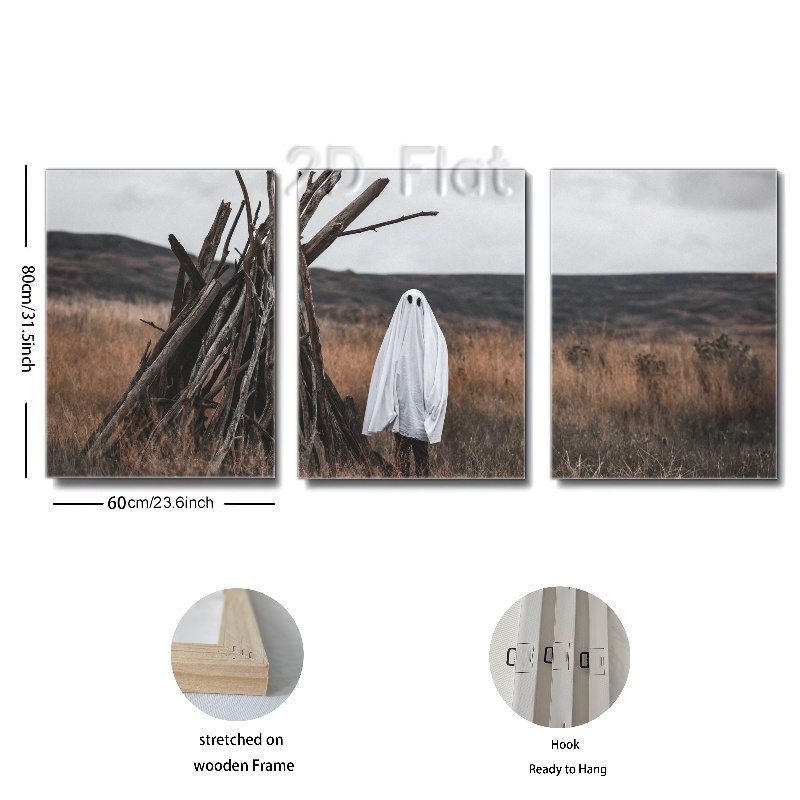 2D Flat
80cm/31.5inch
60cm/23.6inch
stretched on
wooden Frame
Hook
Ready to Hang